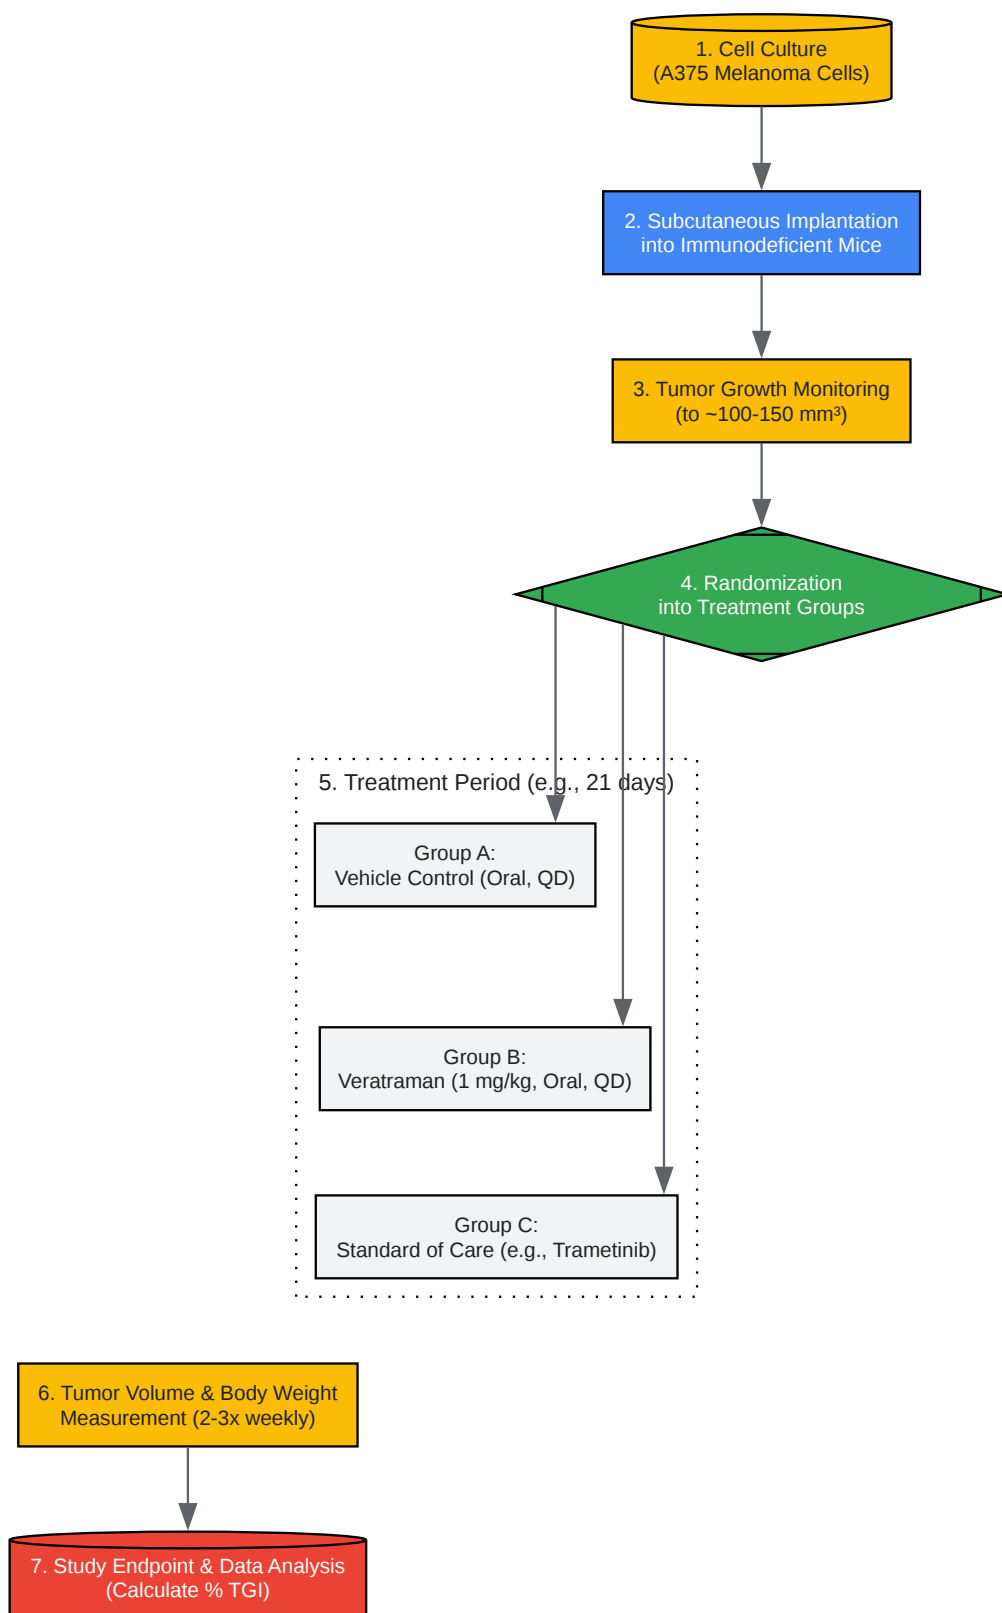 1. Cell Culture
(A375 Melanoma Cells)
2. Subcutaneous Implantation
into Immunodeficient Mice
3. Tumor Growth Monitoring
(to ~100-150 mm³)
4. Randomization
into Treatment Groups
5. Treatment Period (e.g., 21 days)
Group A:
Vehicle Control (Oral, QD)
Group B:
Veratraman (1 mg/kg, Oral, QD)
Group C:
Standard of Care (e.g., Trametinib)
6. Tumor Volume & Body Weight
Measurement (2-3x weekly)
7. Study Endpoint & Data Analysis
(Calculate % TGI)